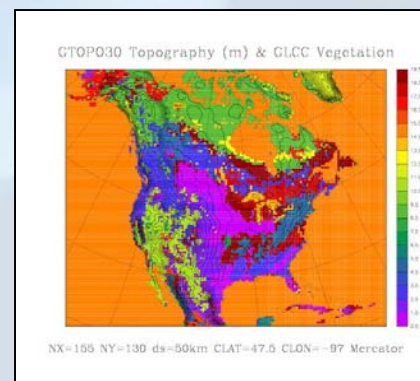 GTOPO30 Topography (m) & GLCC Vegetation
NX=155 NY=130 ds=50km CLAT=47.5 CLON=-97 Mercator